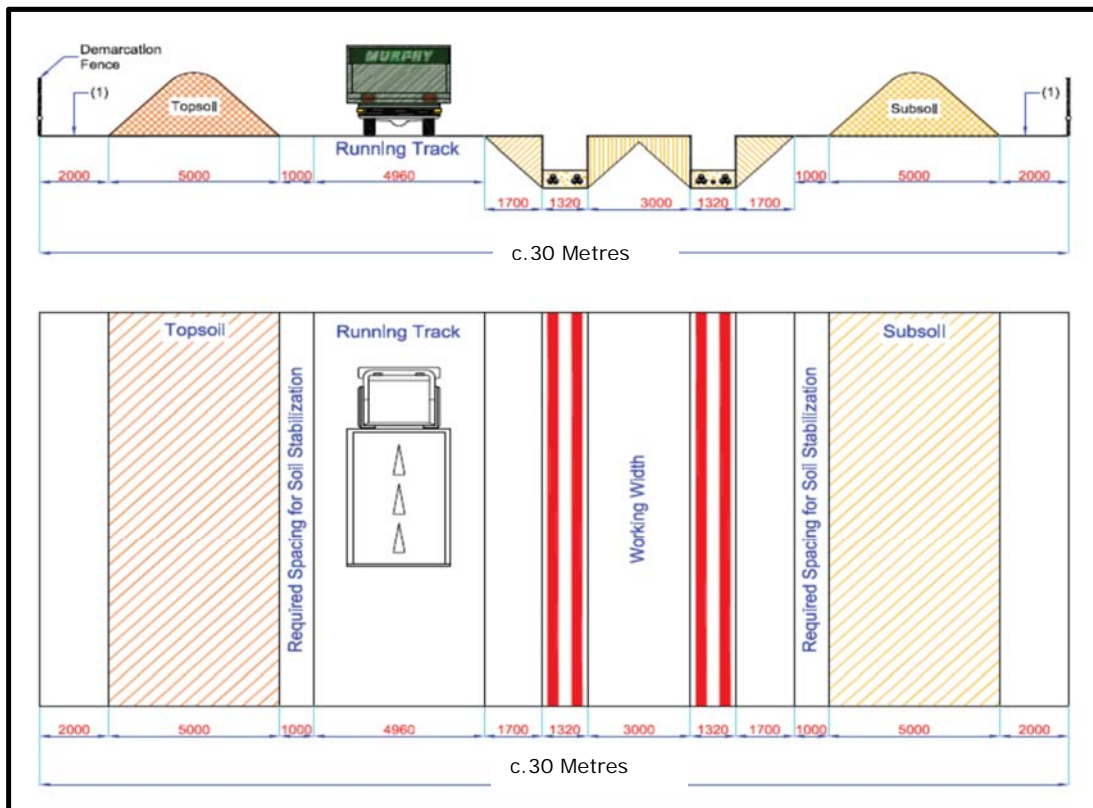 Demarcation
Fence
(1)
Topsoil
MURPHY
Running Track
Subsoil
(1)
2000
5000
1000
4960
1700
1320
3000
1320
1700
1000
5000
2000
c.30 Metres
Topsoil
Required Spacing for Soil Stabilization
Running Track
Working Width
Required Spacing for Soil Stabilization
Subsoil
2000
5000
1000
4960
1700
1320
3000
1320
1700
1000
5000
2000
c.30 Metres